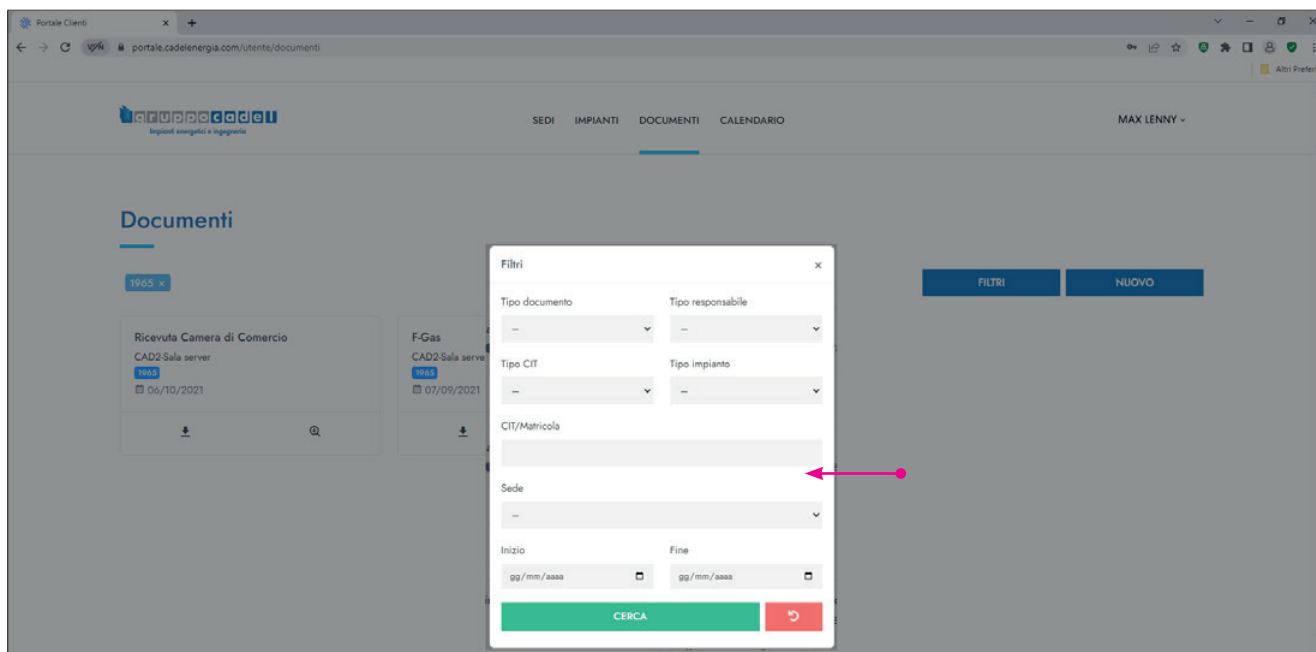 Portale Clienti
portale.cadelenergia.com/utente/documenti
Altri Prefer
gruppocadel
Impianti energetici e ingegneria
SEDI IMPIANTI DOCUMENTI CALENDARIO
MAX LENNY
Documenti
1965 ×
FILTRI
NUOVO
Ricevuta Camera di Comercio
CAD2-Sala server
1965
06/10/2021
F-Gas
CAD2-Sala serve
1965
07/09/2021
Filtri
×
Tipo documento
Tipo responsabile
--
--
Tipo CIT
Tipo impianto
--
--
CIT/Matricola
Sede
--
Inizio
Fine
gg/mm/aaaa
gg/mm/aaaa
CERCA